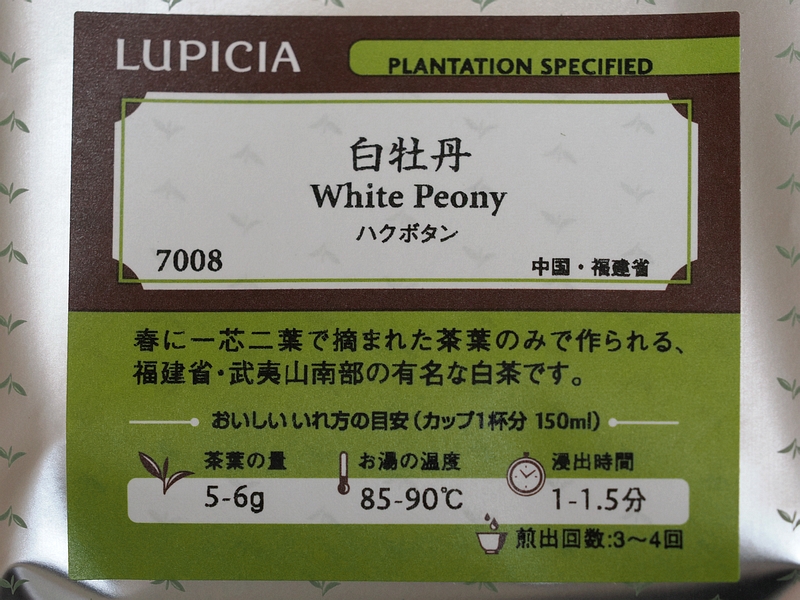 LUPICIA
PLANTATION SPECIFIED
白牡丹
White Peony
ハクボタン
7008
中国・福建省
春に一芯二葉で摘まれた茶葉のみで作られる、
福建省・武夷山南部の有名な白茶です。
おいしいいれ方の目安(カップ1杯分 150ml)
茶葉の量
お湯の温度
浸出時間
5-6g
85-90℃
1-1.5分
煎出回数:3〜4回